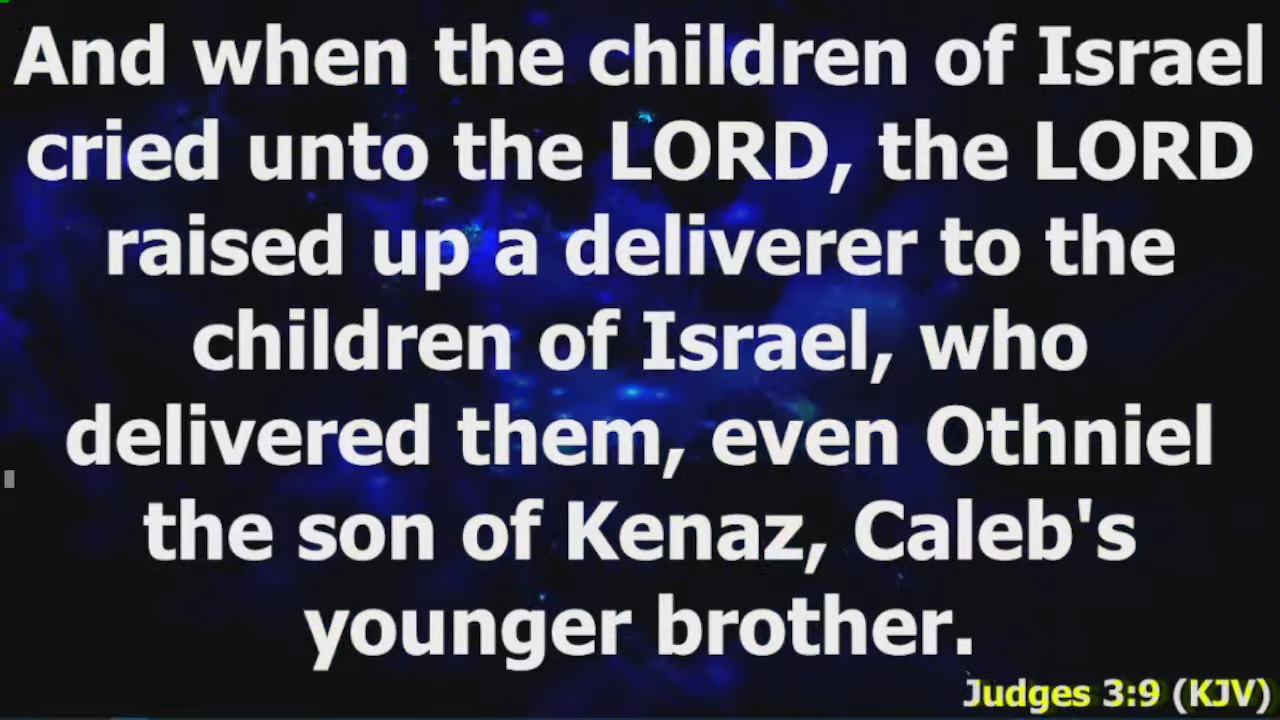 And when the children of Israel
cried unto the LORD, the LORD
raised up a deliverer to the
children of Israel, who
delivered them, even Othniel
the son of Kenaz, Caleb's
younger brother.
Judges 3:9 (KJV)